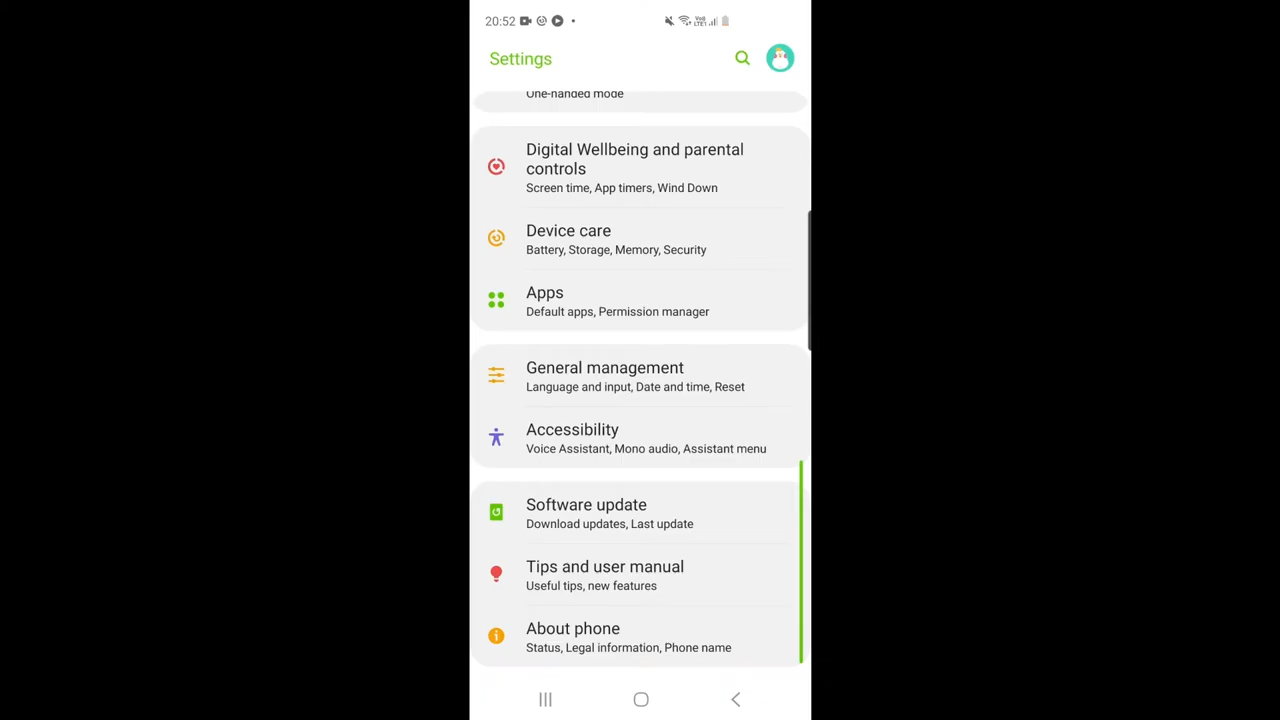 20:52
Settings
One-handed mode
Digital Wellbeing and parental
controls
Screen time, App timers, Wind Down
Device care
Battery, Storage, Memory, Security
Apps
Default apps, Permission manager
General management
Language and input, Date and time, Reset
Accessibility
Voice Assistant, Mono audio, Assistant menu
Software update
Download updates, Last update
Tips and user manual
Useful tips, new features
About phone
Status, Legal information, Phone name